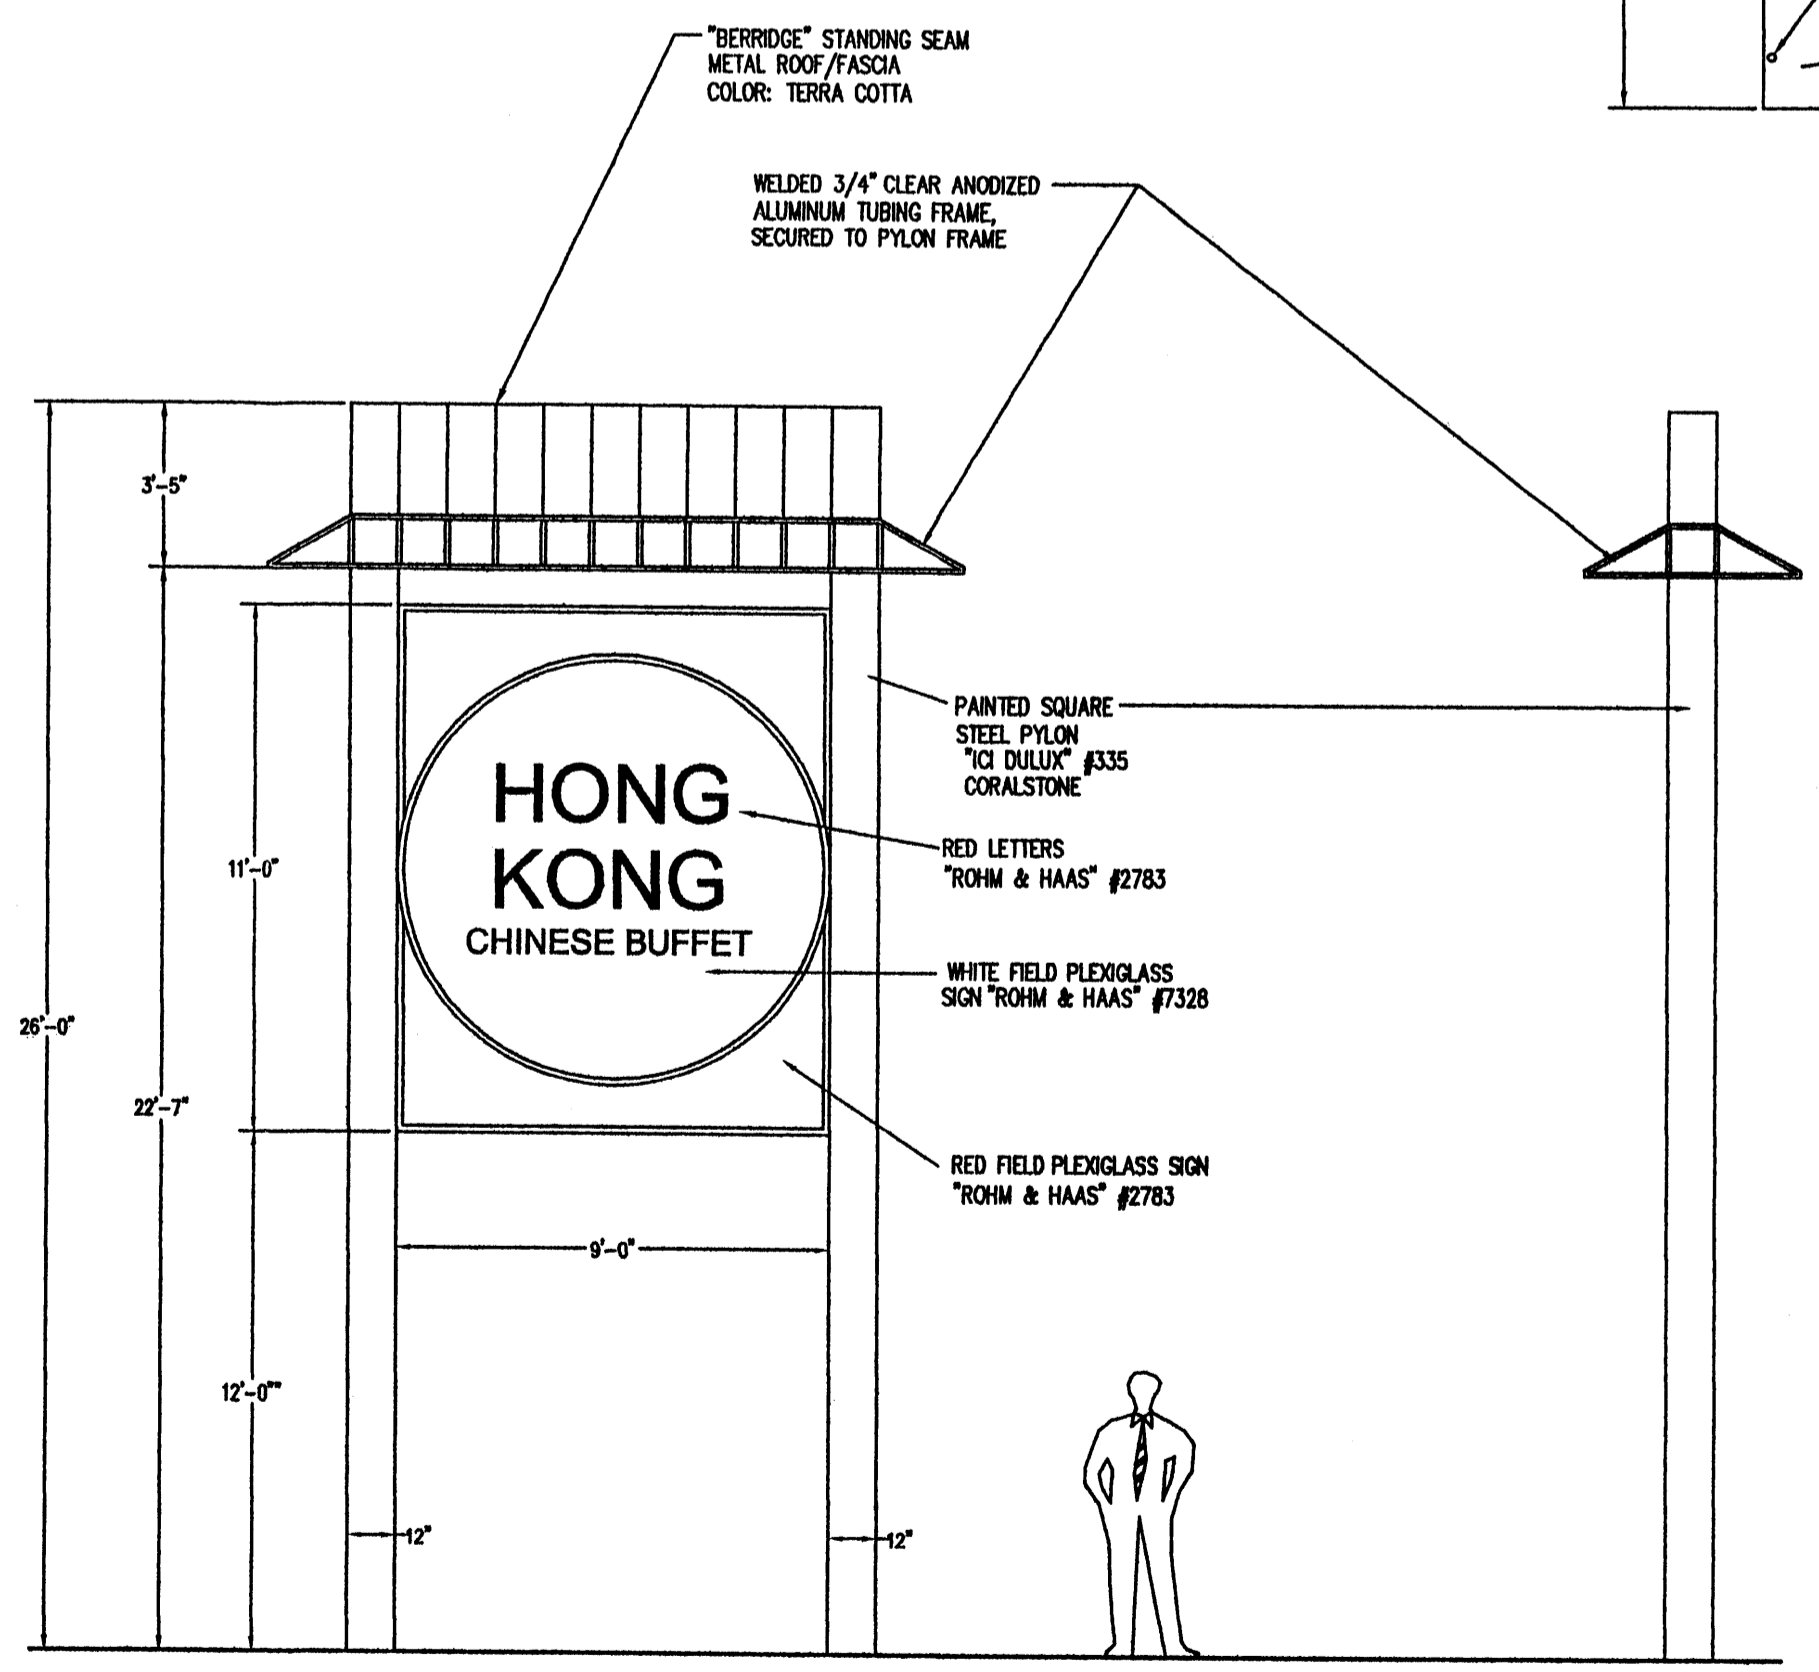 "BERRIDGE" STANDING SEAM
METAL ROOF/FASCIA
COLOR: TERRA COTTA
WELDED 3/4" CLEAR ANODIZED
ALUMINUM TUBING FRAME,
SECURED TO PYLON FRAME
3'-5"
11'-0"
26'-0"
22'-7"
12'-0""
HONG
KONG
CHINESE BUFFET
PAINTED SQUARE
STEEL PYLON
"ICI DULUX" #335
CORALSTONE
RED LETTERS
"ROHM & HAAS" #2783
WHITE FIELD PLEXIGLASS
SIGN "ROHM & HAAS" #7328
RED FIELD PLEXIGLASS SIGN
"ROHM & HAAS" #2783
9'-0"
12"
12"